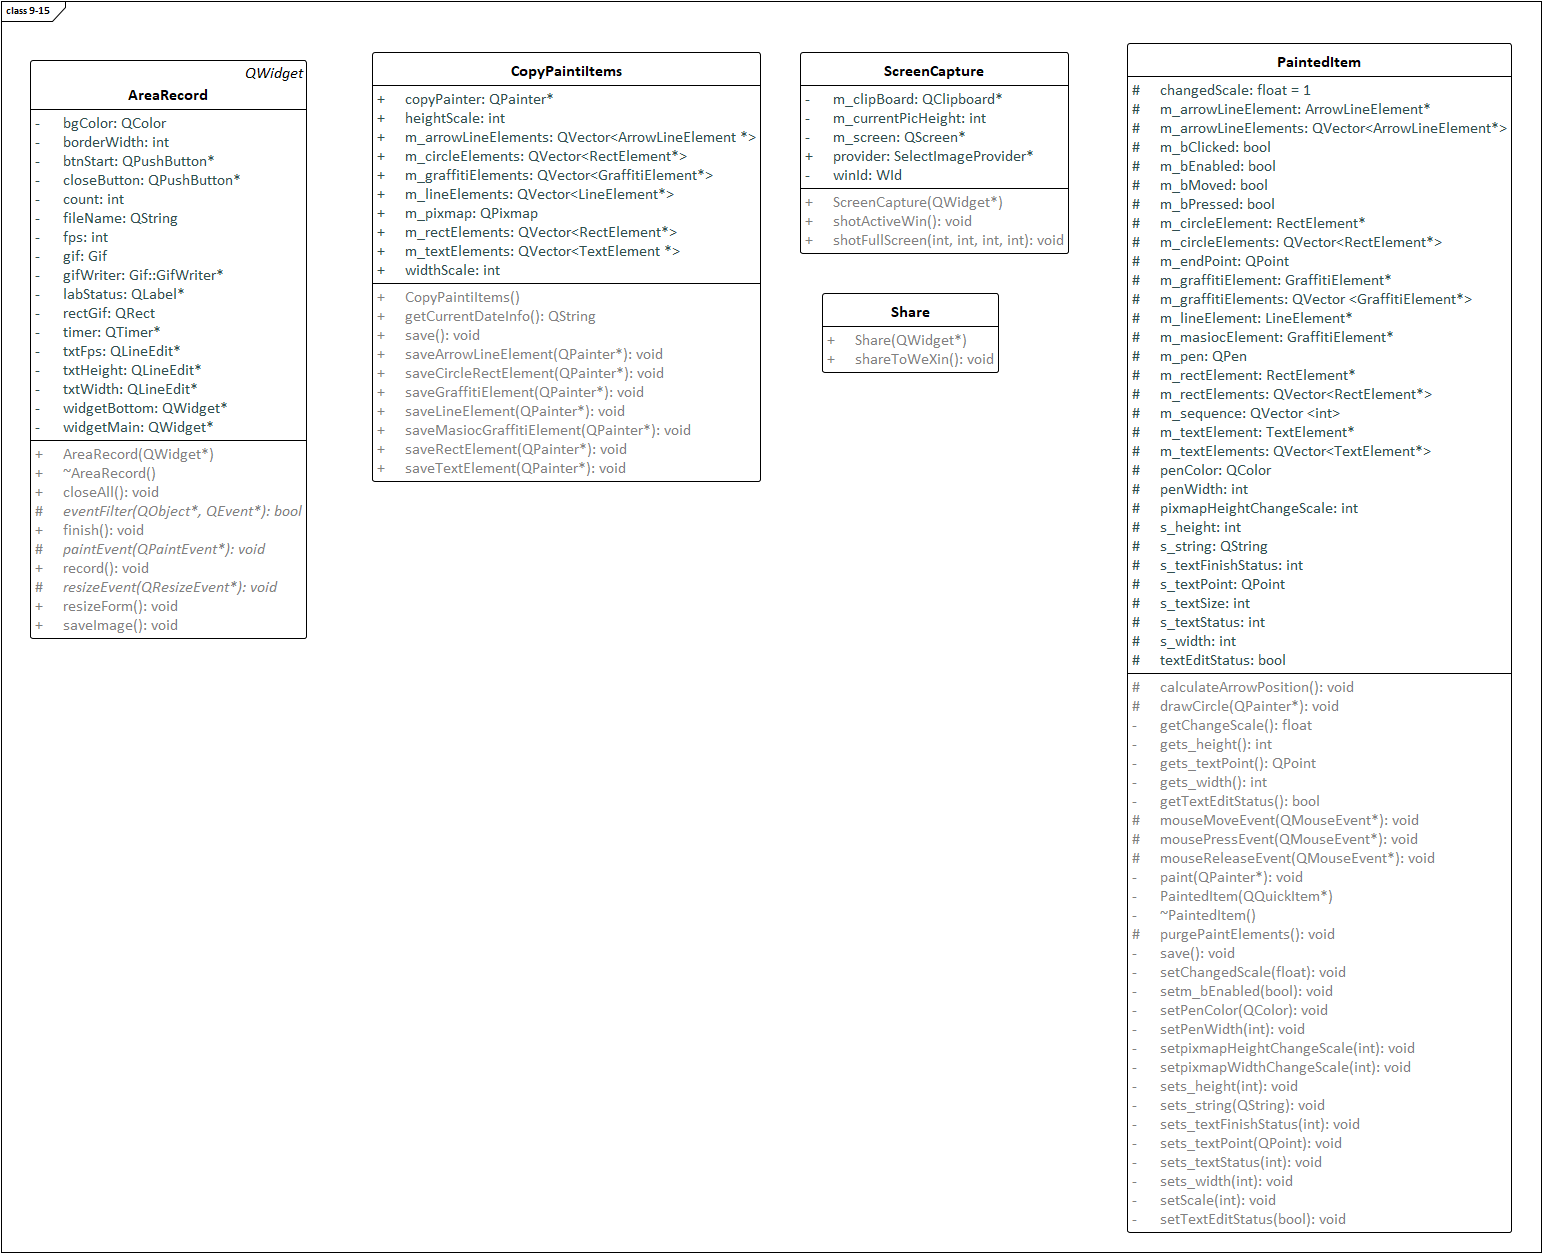 class 9-15
QWidget
AreaRecord
- bgColor: QColor
- borderWidth: int
- btnStart: QPushButton*
- closeButton: QPushButton*
- count: int
- fileName: QString
- fps: int
- gif: Gif
- gifWriter: Gif::GifWriter*
- labStatus: QLabel*
- rectGif: QRect
- timer: QTimer*
- txtFps: QLineEdit*
- txtHeight: QLineEdit*
- txtWidth: QLineEdit*
- widgetBottom: QWidget*
- widgetMain: QWidget*
+ AreaRecord(QWidget*)
+ ~AreaRecord()
+ closeAll(): void
# eventFilter(QObject*, QEvent*): bool
+ finish(): void
# paintEvent(QPaintEvent*): void
+ record(): void
# resizeEvent(QResizeEvent*): void
+ resizeForm(): void
+ saveImage(): void
CopyPaintiItems
+ copyPainter: QPainter*
+ heightScale: int
+ m_arrowLineElements: QVector<ArrowLineElement *>
+ m_circleElements: QVector<RectElement*>
+ m_graffitiElements: QVector<GraffitiElement*>
+ m_lineElements: QVector<LineElement*>
+ m_pixmap: QPixmap
+ m_rectElements: QVector<RectElement*>
+ m_textElements: QVector<TextElement *>
+ widthScale: int
+ CopyPaintiItems()
+ getCurrentDateInfo(): QString
+ save(): void
+ saveArrowLineElement(QPainter*): void
+ saveCircleRectElement(QPainter*): void
+ saveGraffitiElement(QPainter*): void
+ saveLineElement(QPainter*): void
+ saveMasiocGraffitiElement(QPainter*): void
+ saveRectElement(QPainter*): void
+ saveTextElement(QPainter*): void
ScreenCapture
- m_clipBoard: QClipboard*
- m_currentPicHeight: int
- m_screen: QScreen*
+ provider: SelectImageProvider*
- winId: WId
+ ScreenCapture(QWidget*)
+ shotActiveWin(): void
+ shotFullScreen(int, int, int, int): void
Share
+ Share(QWidget*)
+ shareToWeXin(): void
PaintedItem
# changedScale: float = 1
# m_arrowLineElement: ArrowLineElement*
# m_arrowLineElements: QVector<ArrowLineElement*>
# m_bClicked: bool
# m_bEnabled: bool
# m_bMoved: bool
# m_bPressed: bool
# m_circleElement: RectElement*
# m_circleElements: QVector<RectElement*>
# m_endPoint: QPoint
# m_graffitiElement: GraffitiElement*
# m_graffitiElements: QVector <GraffitiElement*>
# m_lineElement: LineElement*
# m_masiocElement: GraffitiElement*
# m_pen: QPen
# m_rectElement: RectElement*
# m_rectElements: QVector<RectElement*>
# m_sequence: QVector <int>
# m_textElement: TextElement*
# m_textElements: QVector<TextElement*>
# penColor: QColor
# penWidth: int
# pixmapHeightChangeScale: int
# s_height: int
# s_string: QString
# s_textFinishStatus: int
# s_textPoint: QPoint
# s_textSize: int
# s_textStatus: int
# s_width: int
# textEditStatus: bool
# calculateArrowPosition(): void
# drawCircle(QPainter*): void
- getChangeScale(): float
- gets_height(): int
- gets_textPoint(): QPoint
- gets_width(): int
- getTextEditStatus(): bool
# mouseMoveEvent(QMouseEvent*): void
# mousePressEvent(QMouseEvent*): void
# mouseReleaseEvent(QMouseEvent*): void
- paint(QPainter*): void
- PaintedItem(QQuickItem*)
- ~PaintedItem()
# purgePaintElements(): void
- save(): void
- setChangedScale(float): void
- setm_bEnabled(bool): void
- setPenColor(QColor): void
- setPenWidth(int): void
- setpixmapHeightChangeScale(int): void
- setpixmapWidthChangeScale(int): void
- sets_height(int): void
- sets_string(QString): void
- sets_textFinishStatus(int): void
- sets_textPoint(QPoint): void
- sets_textStatus(int): void
- sets_width(int): void
- setScale(int): void
- setTextEditStatus(bool): void